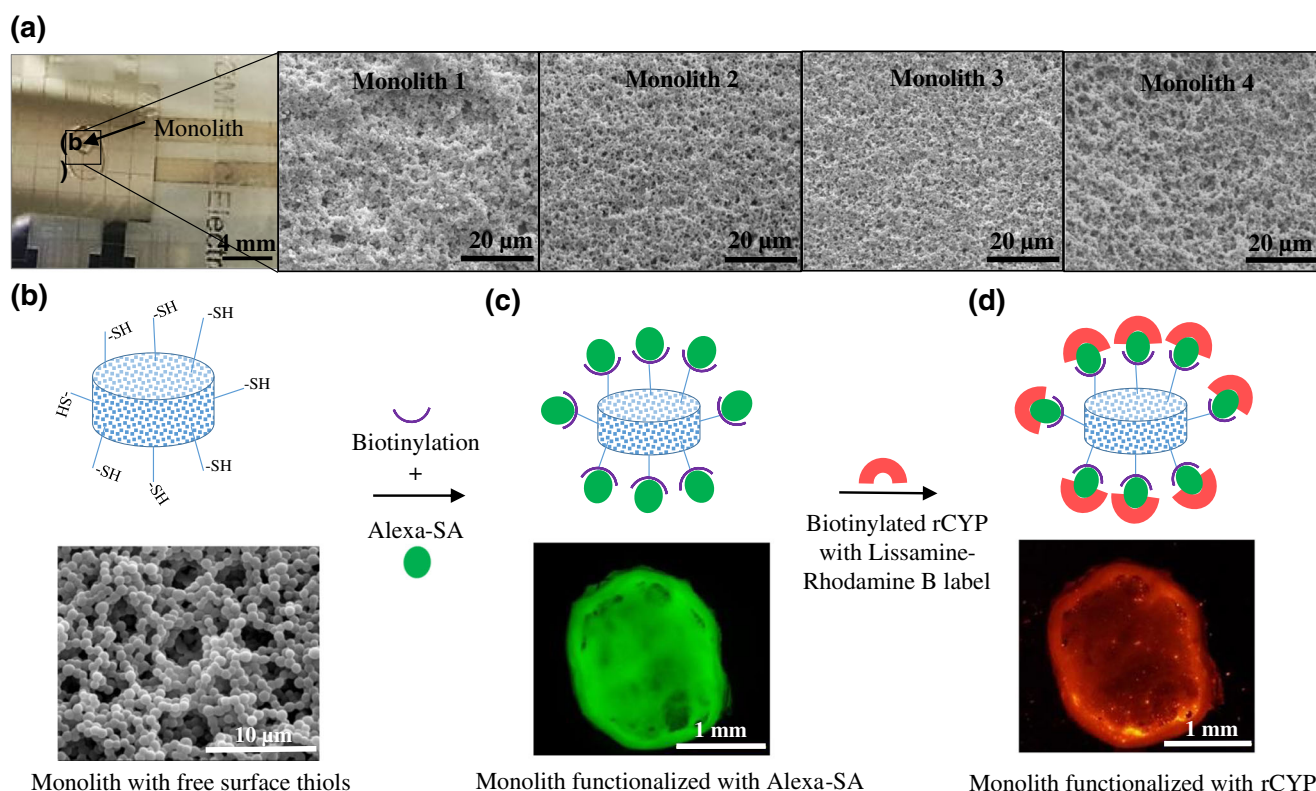 (a)
Monolith
(b
)
4 mm
Electr
Monolith 1
20 µm
Monolith 2
20 µm
Monolith 3
20 µm
Monolith 4
20 µm
(b)
-SH
-SH
-SH
-SH
-SH
-SH
-SH
-SH
10 µm
Monolith with free surface thiols
Biotinylation
+
Alexa-SA
(c)
1 mm
Monolith functionalized with Alexa-SA
Biotinylated rCYP
with Lissamine-
Rhodamine B label
(d)
1 mm
Monolith functionalized with rCYP